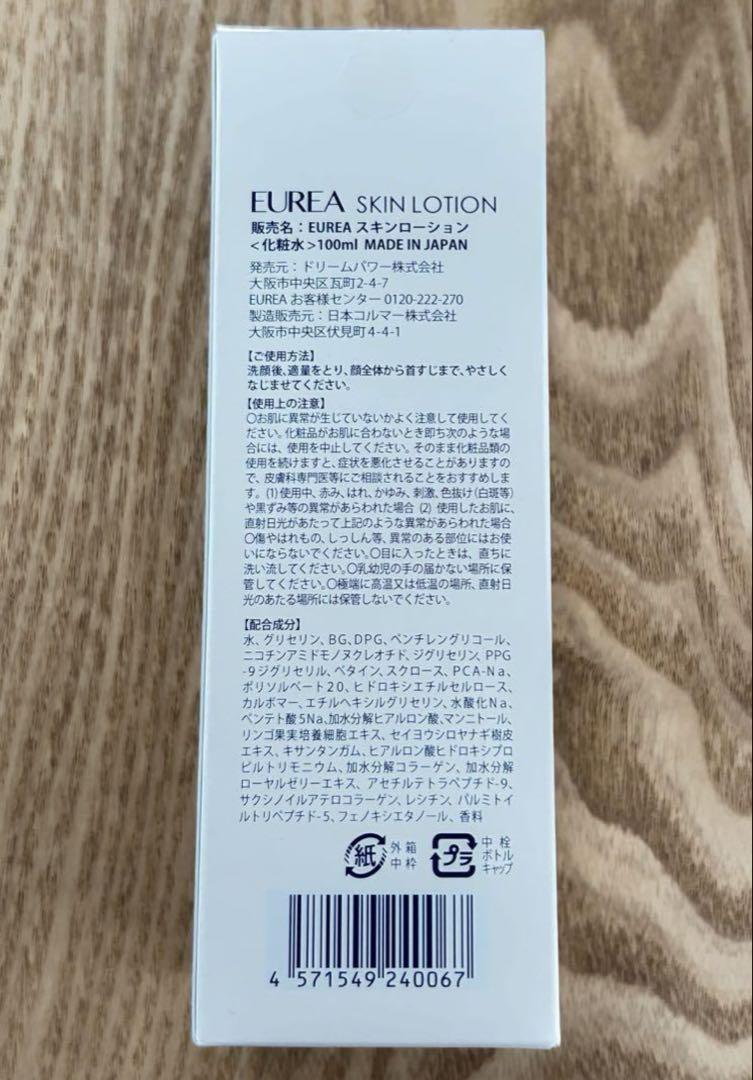 EUREA SKIN LOTION
販売名：EUREA スキンローション
<化粧水>100ml MADE IN JAPAN
発売元：ドリームパワー株式会社
大阪市中央区瓦町2-4-7
EUREA お客様センター 0120-222-270
製造販売元：日本コルマー株式会社
大阪市中央区伏見町4-4-1
【ご使用方法】
洗顔後、適量をとり、顔全体から首すじまで、やさしく
なじませてください。
【使用上の注意】
〇お肌に異常が生じていないかよく注意して使用してく
ださい。化粧品がお肌に合わないとき即ち次のような場
合には、使用を中止してください。そのまま化粧品類の
使用を続けますと、症状を悪化させることがありますの
で、皮膚科専門医等にご相談されることをおすすめしま
す。(1)使用中、赤み、はれ、かゆみ、刺激、色抜け(白斑等)
や黒ずみ等の異常があらわれた場合 (2) 使用したお肌に、
直射日光があたって上記のような異常があらわれた場合
〇傷やはれもの、しっしん等、異常のある部位にはお使
いにならないでください。〇目に入ったときは、直ちに
洗い流してください。〇乳幼児の手の届かない場所に保
管してください。〇極端に高温又は低温の場所、直射日
光のあたる場所には保管しないでください。
【配合成分】
水、グリセリン、BG、DPG、ペンチレングリコール、
ニコチンアミドモノヌクレオチド、ジグリセリン、PPG
-9ジグリセリル、ベタイン、スクロース、PCA-Na、
ポリソルベート20、ヒドロキシエチルセルロース、
カルボマー、エチルヘキシルグリセリン、水酸化Na、
ペンテト酸5Na、加水分解ヒアルロン酸、マンニトール、
リンゴ果実培養細胞エキス、セイヨウシロヤナギ樹皮
エキス、キサンタンガム、ヒアルロン酸ヒドロキシプロ
ピルトリモニウム、加水分解コラーゲン、加水分解
ローヤルゼリーエキス、アセチルテトラペプチド-9、
サクシノイルアテロコラーゲン、レシチン、パルミトイ
ルトリペプチド-5、フェノキシエタノール、香料
紙 外箱
中枠
プラ 中栓
ボトル
キャップ
4 571549 240067